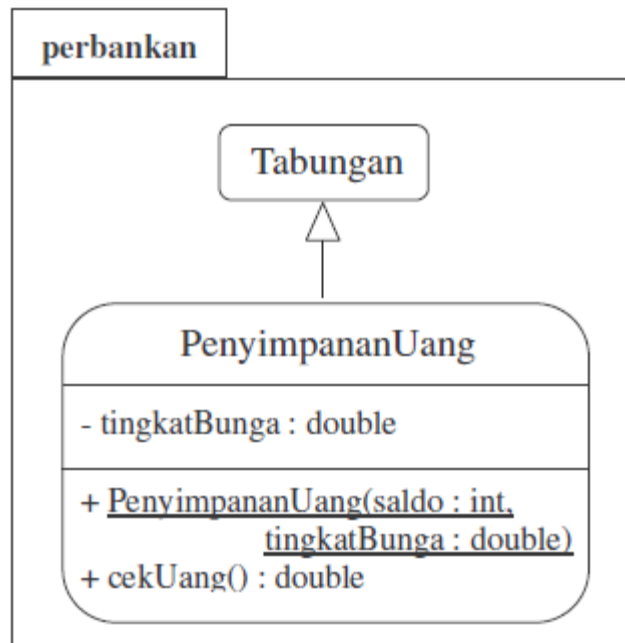 perbankan
Tabungan
PenyimpananUang
- tingkatBunga : double
+ PenyimpananUang(saldo : int,
tingkatBunga : double)
+ cekUang() : double